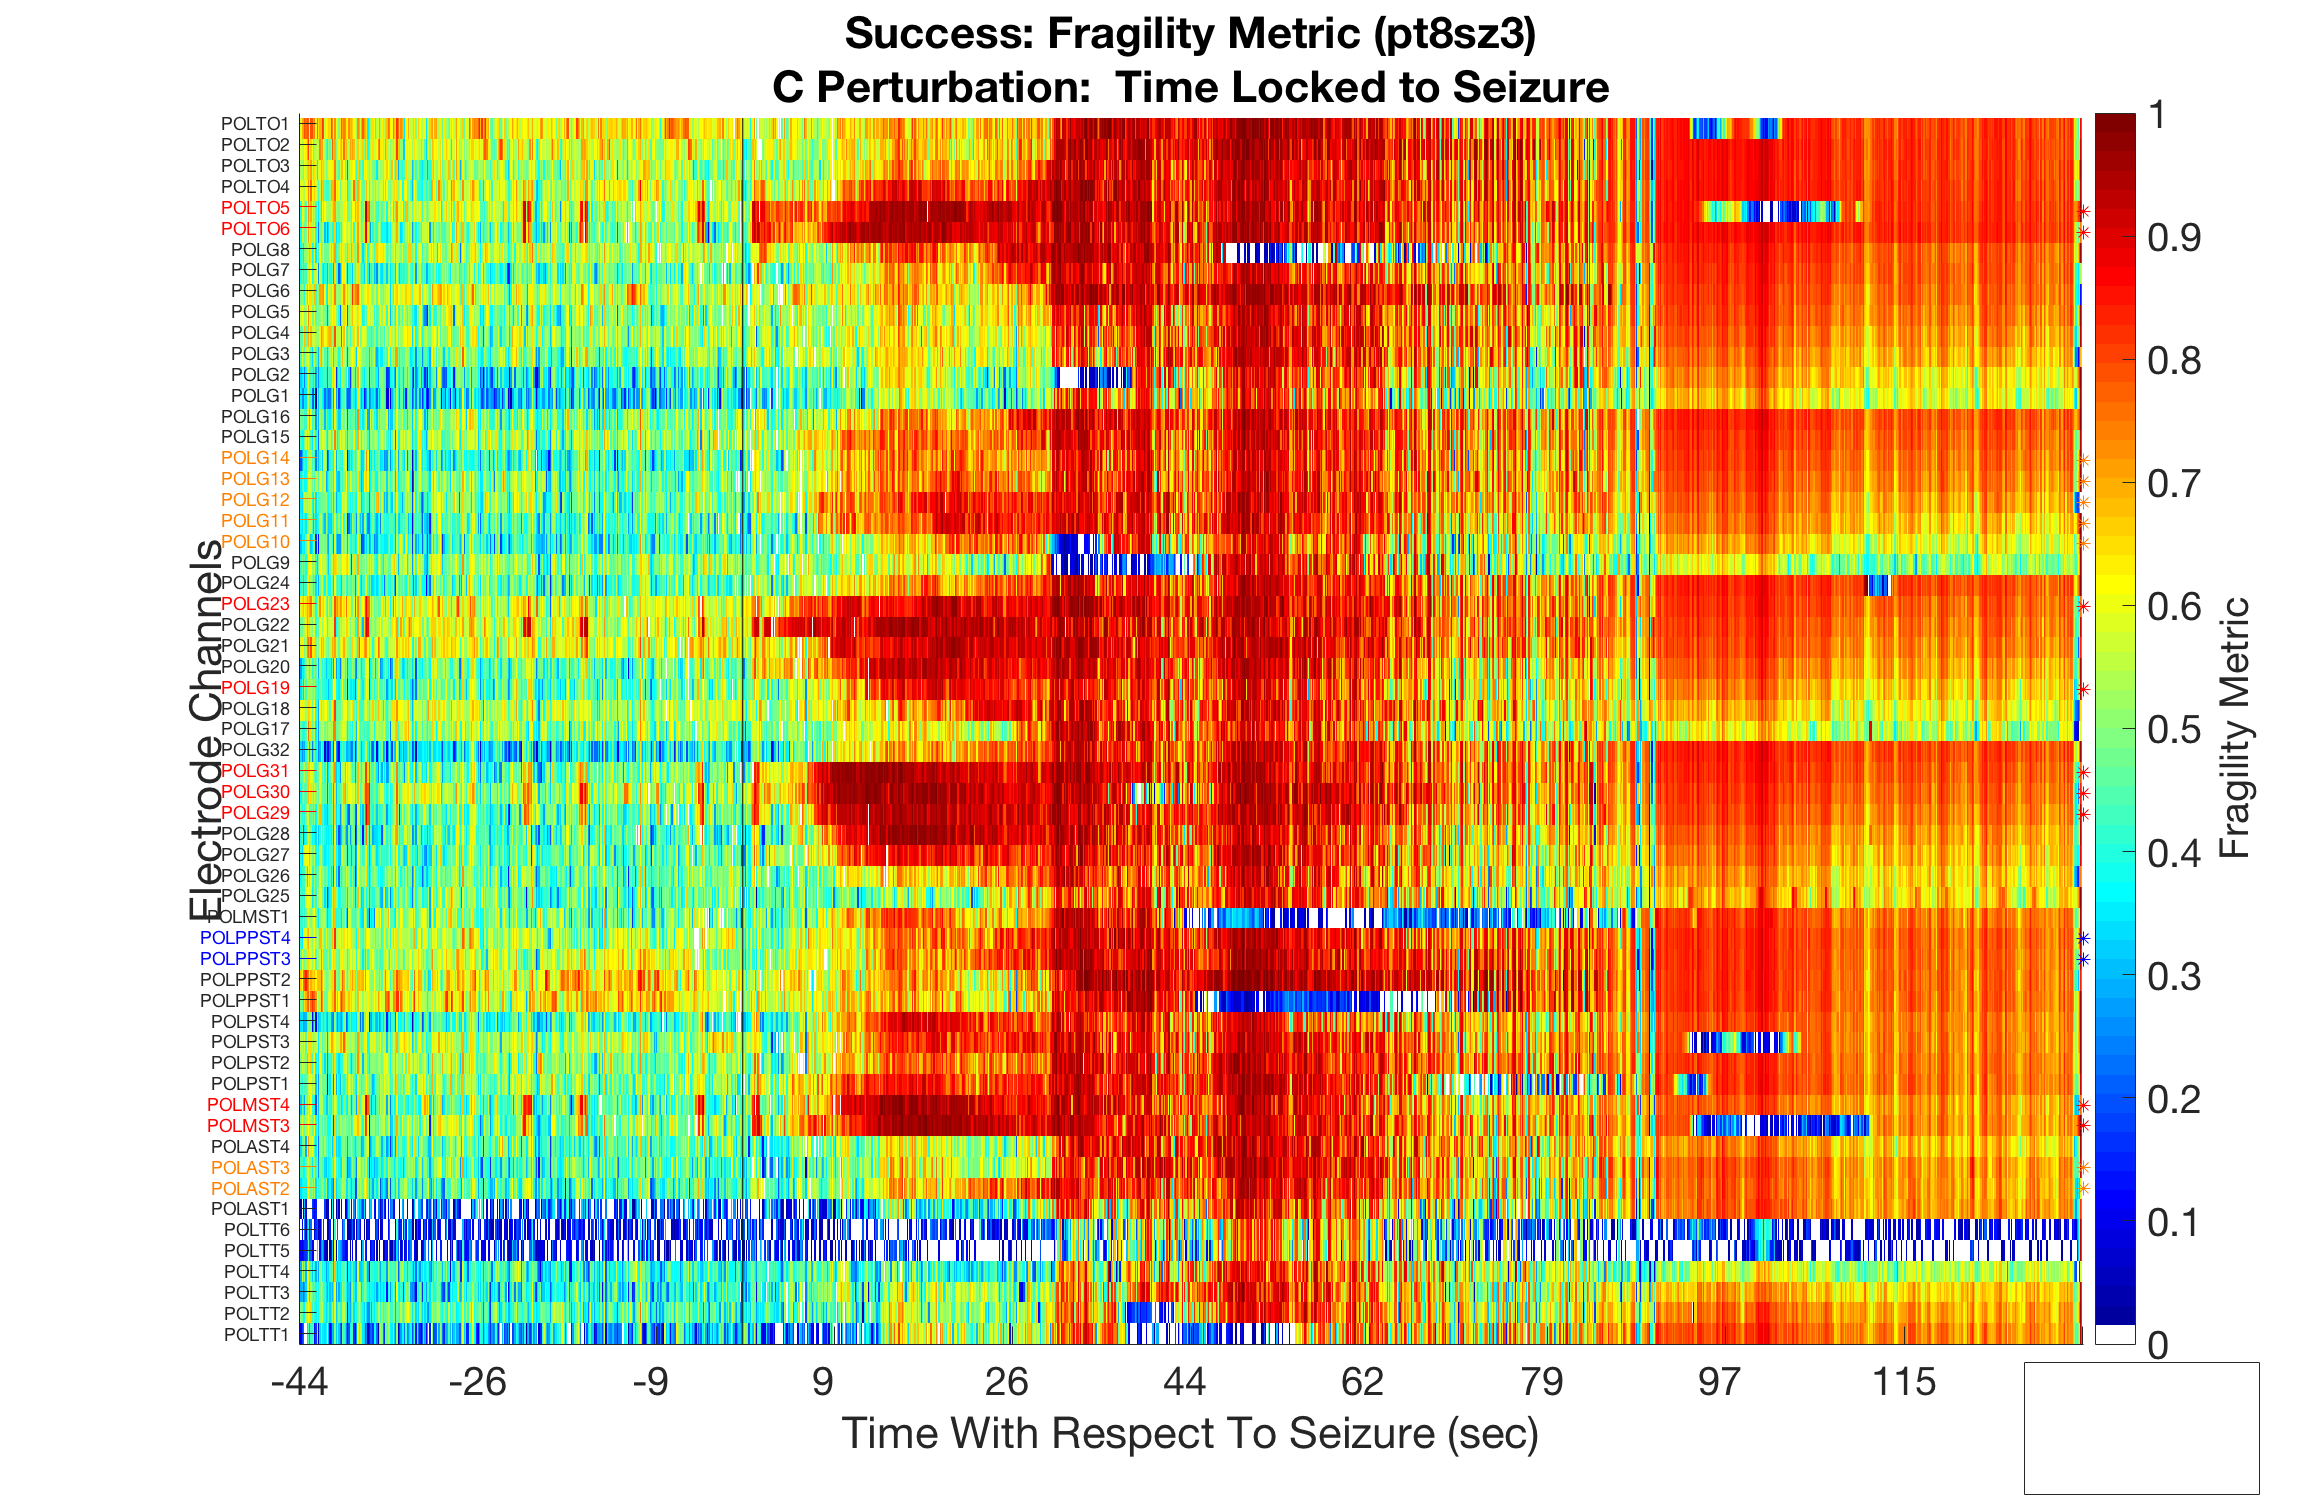 Success: Fragility Metric (pt8sz3)
C Perturbation:  Time Locked to Seizure
Electrode Channels
POLTO1
POLTO2
POLTO3
POLTO4
POLTO5
POLTO6
POLG8
POLG7
POLG6
POLG5
POLG4
POLG3
POLG2
POLG1
POLG16
POLG15
POLG14
POLG13
POLG12
POLG11
POLG10
POLG9
POLG24
POLG23
POLG22
POLG21
POLG20
POLG19
POLG18
POLG17
POLG32
POLG31
POLG30
POLG29
POLG28
POLG27
POLG26
POLG25
POLMST1
POLPPST4
POLPPST3
POLPPST2
POLPPST1
POLPST4
POLPST3
POLPST2
POLPST1
POLMST4
POLMST3
POLAST4
POLAST3
POLAST2
POLAST1
POLTT6
POLTT5
POLTT4
POLTT3
POLTT2
POLTT1
-44 -26 -9 9 26 44 62 79 97 115
Time With Respect To Seizure (sec)
1
0.9
0.8
0.7
0.6
0.5
0.4
0.3
0.2
0.1
0
Fragility Metric